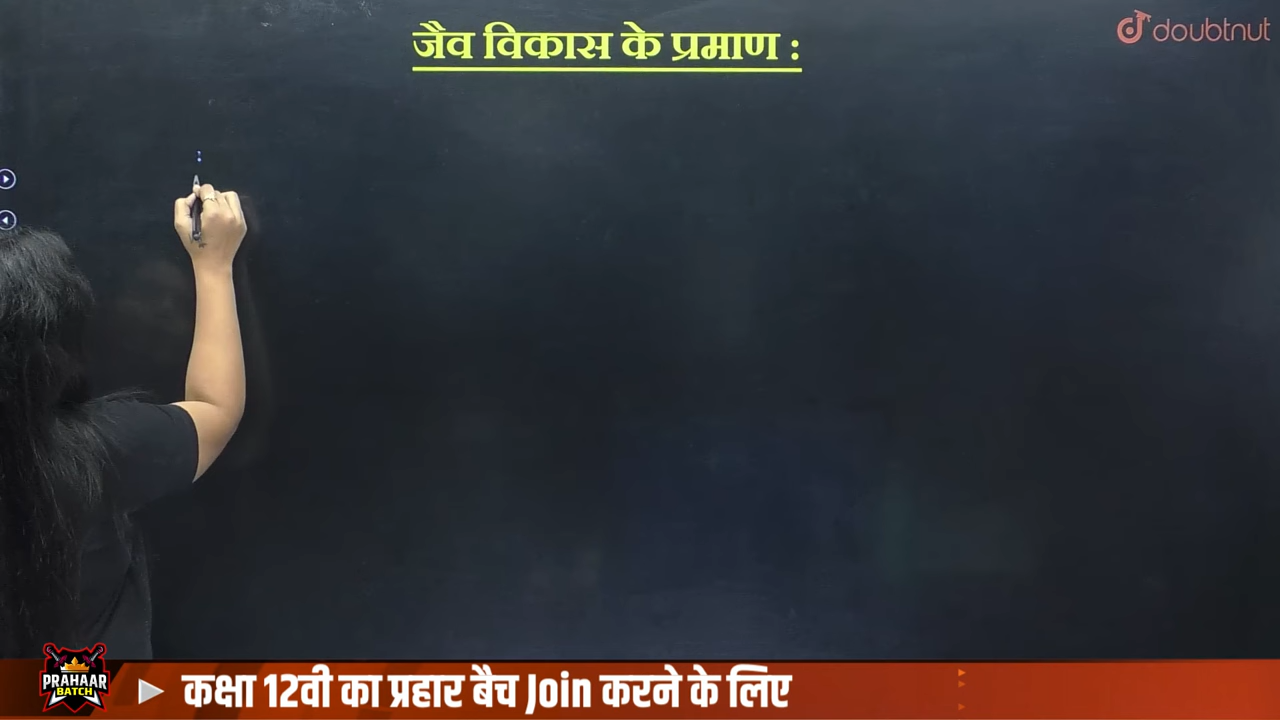 जैव विकास के प्रमाण :
doubtnut
PRAHAAR
BATCH
कक्षा 12वी का प्रहार बैच Join करने के लिए